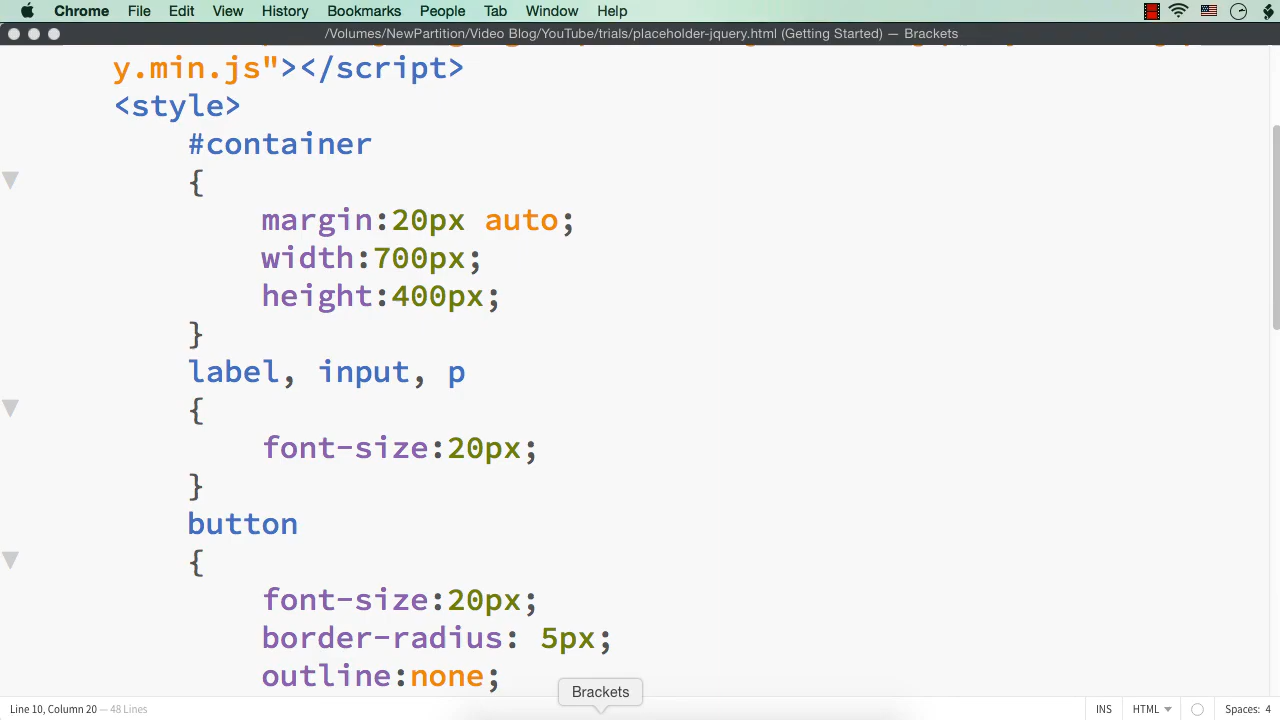 Chrome File Edit View History Bookmarks People Tab Window Help
/Volumes/NewPartition/Video Blog/YouTube/trials/placeholder-jquery.html (Getting Started) — Brackets
y.min.js"></script>
<style>
#container
{
margin:20px auto;
width:700px;
height:400px;
}
label, input, p
{
font-size:20px;
}
button
{
font-size:20px;
border-radius: 5px;
outline:none;
Brackets
Line 10, Column 20 — 48 Lines
INS HTML Spaces: 4